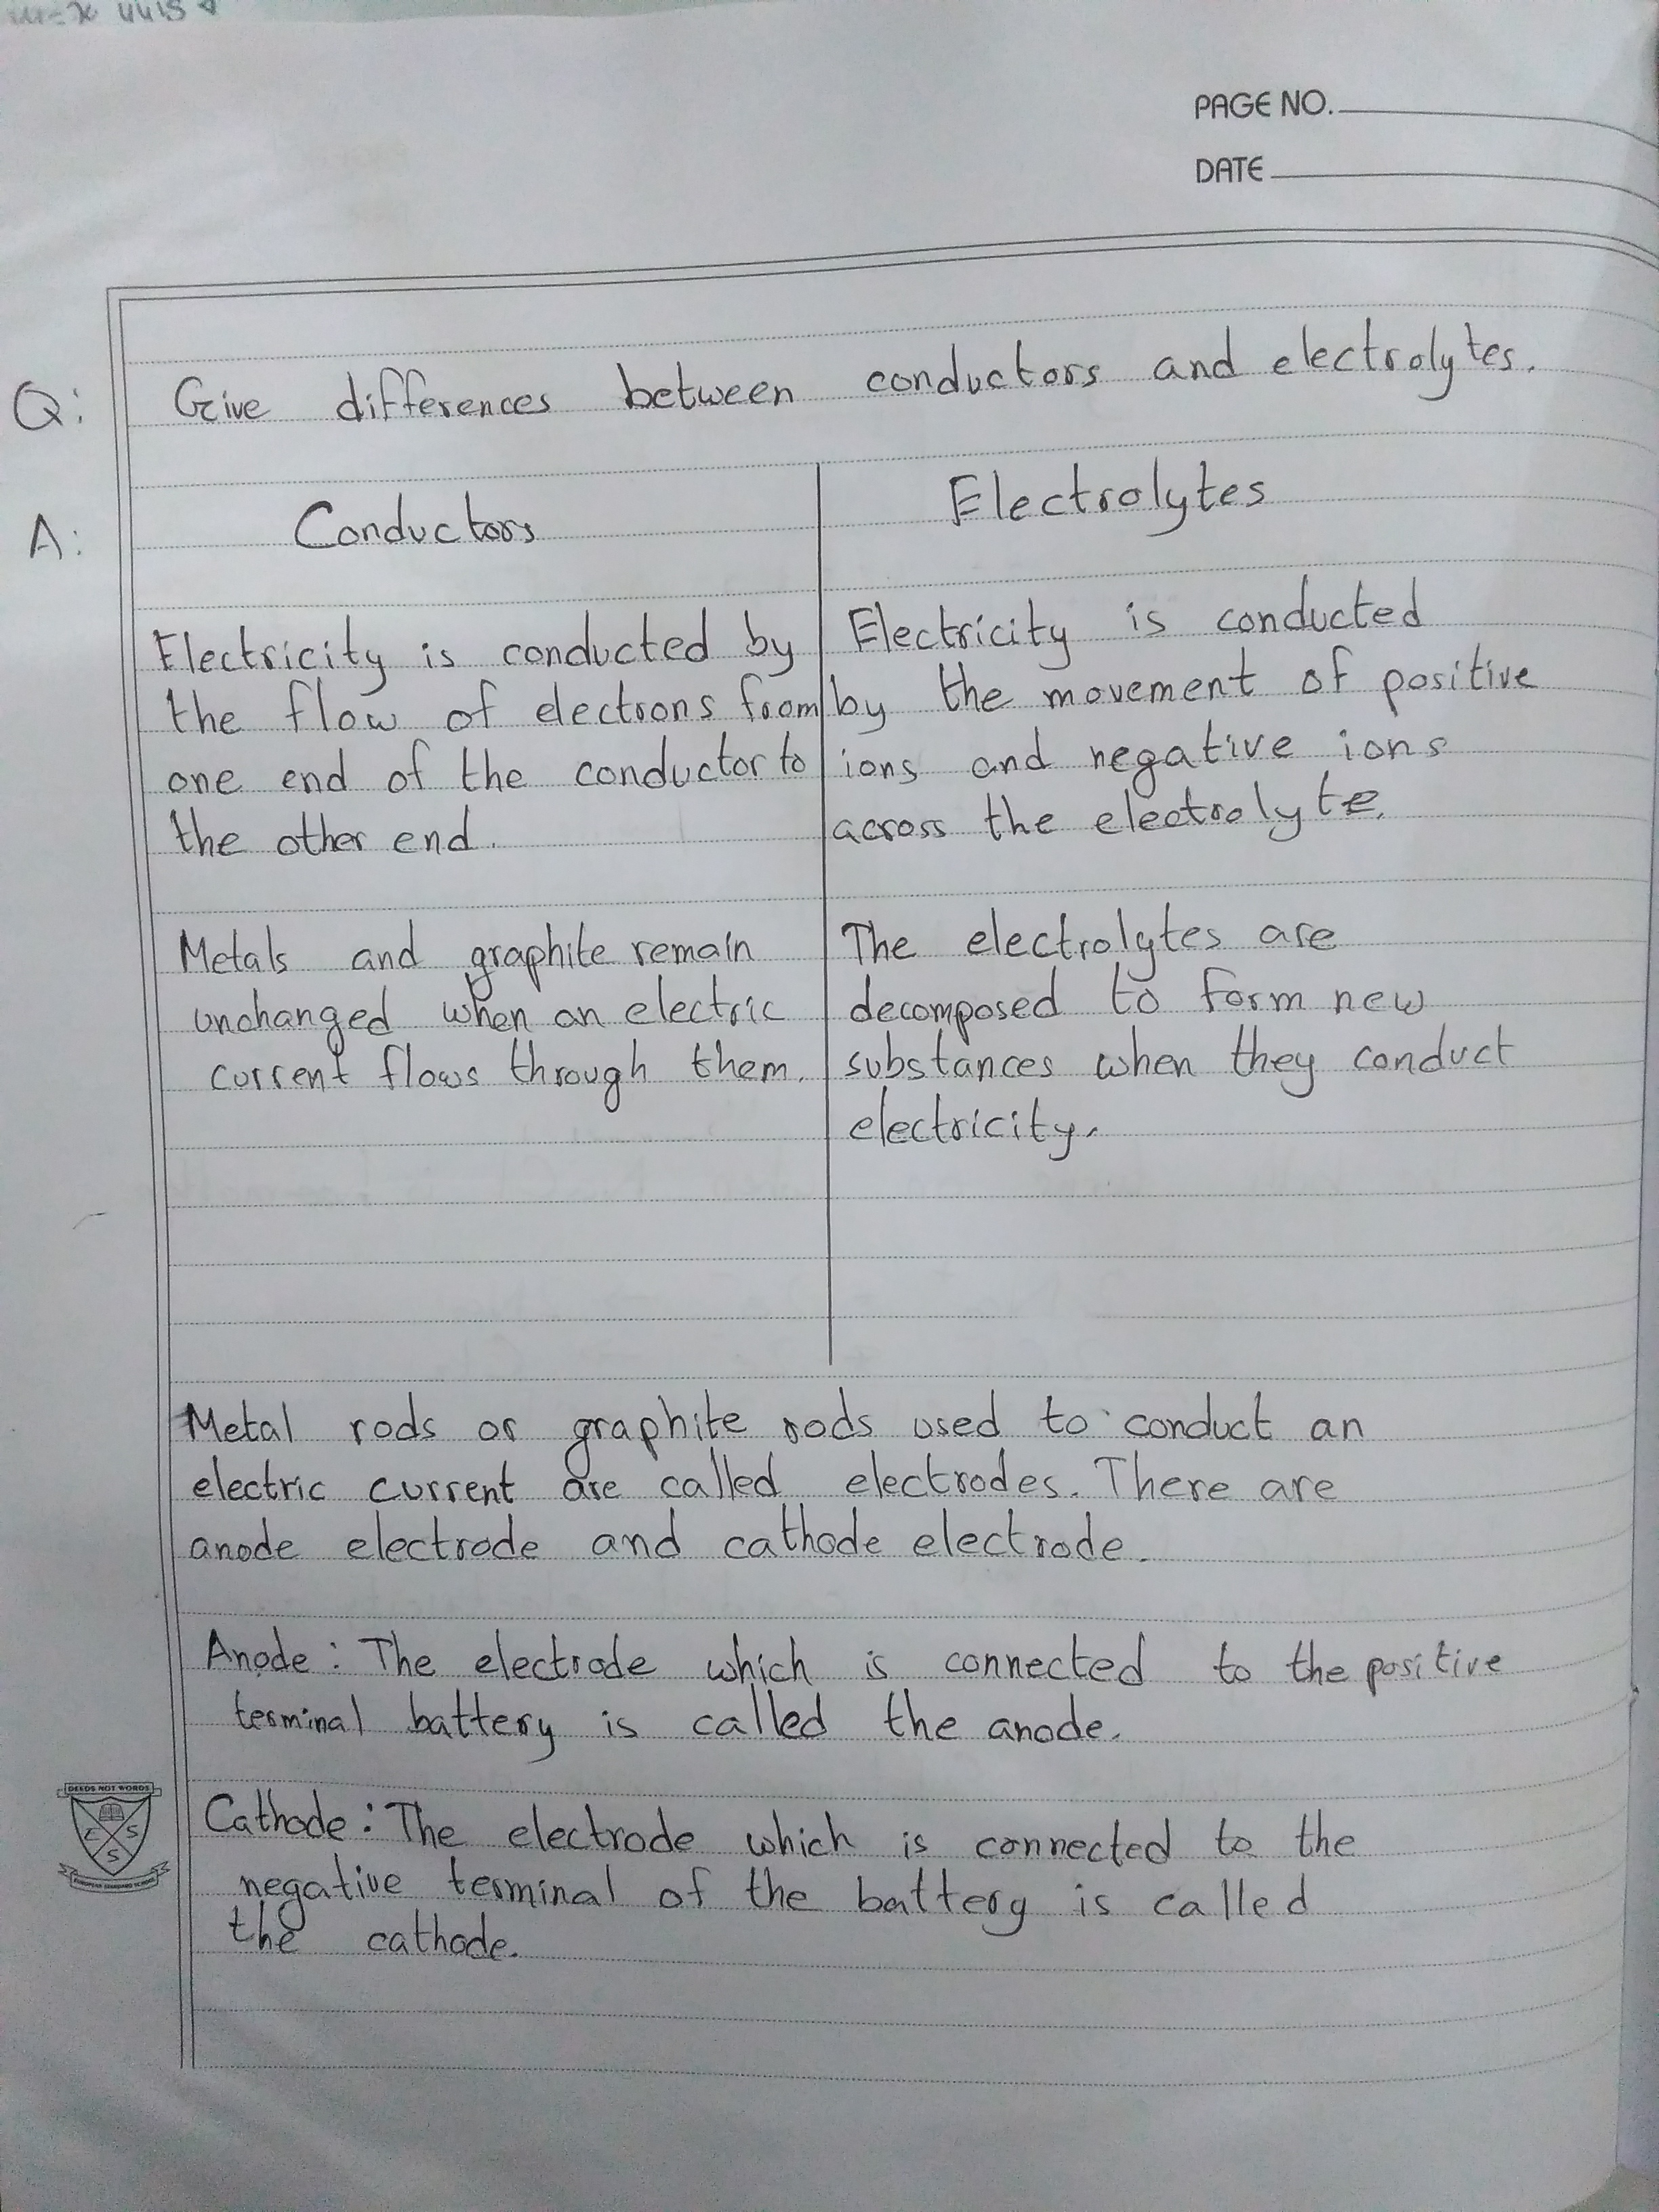 PAGE NO.
DATE
Q: Give differences between conductors and electrolytes.
A: Conductors
Electricity is conducted by
the flow of electrons from
one end of the conductor to
the other end.
Metals and graphite remain
unchanged when an electric
current flows through them.
Electrolytes
Electricity is conducted
by the movement of positive
ions and negative ions
across the electrolyte.
The electrolytes are
decomposed to form new
substances when they conduct
electricity.
Metal rods or graphite rods used to conduct an
electric current are called electrodes. There are
anode electrode and cathode electrode.
Anode: The electrode which is connected to the positive
terminal battery is called the anode.
Cathode: The electrode which is connected to the
negative terminal of the battery is called
the cathode.
DEEDS NOT WORDS
E S
S